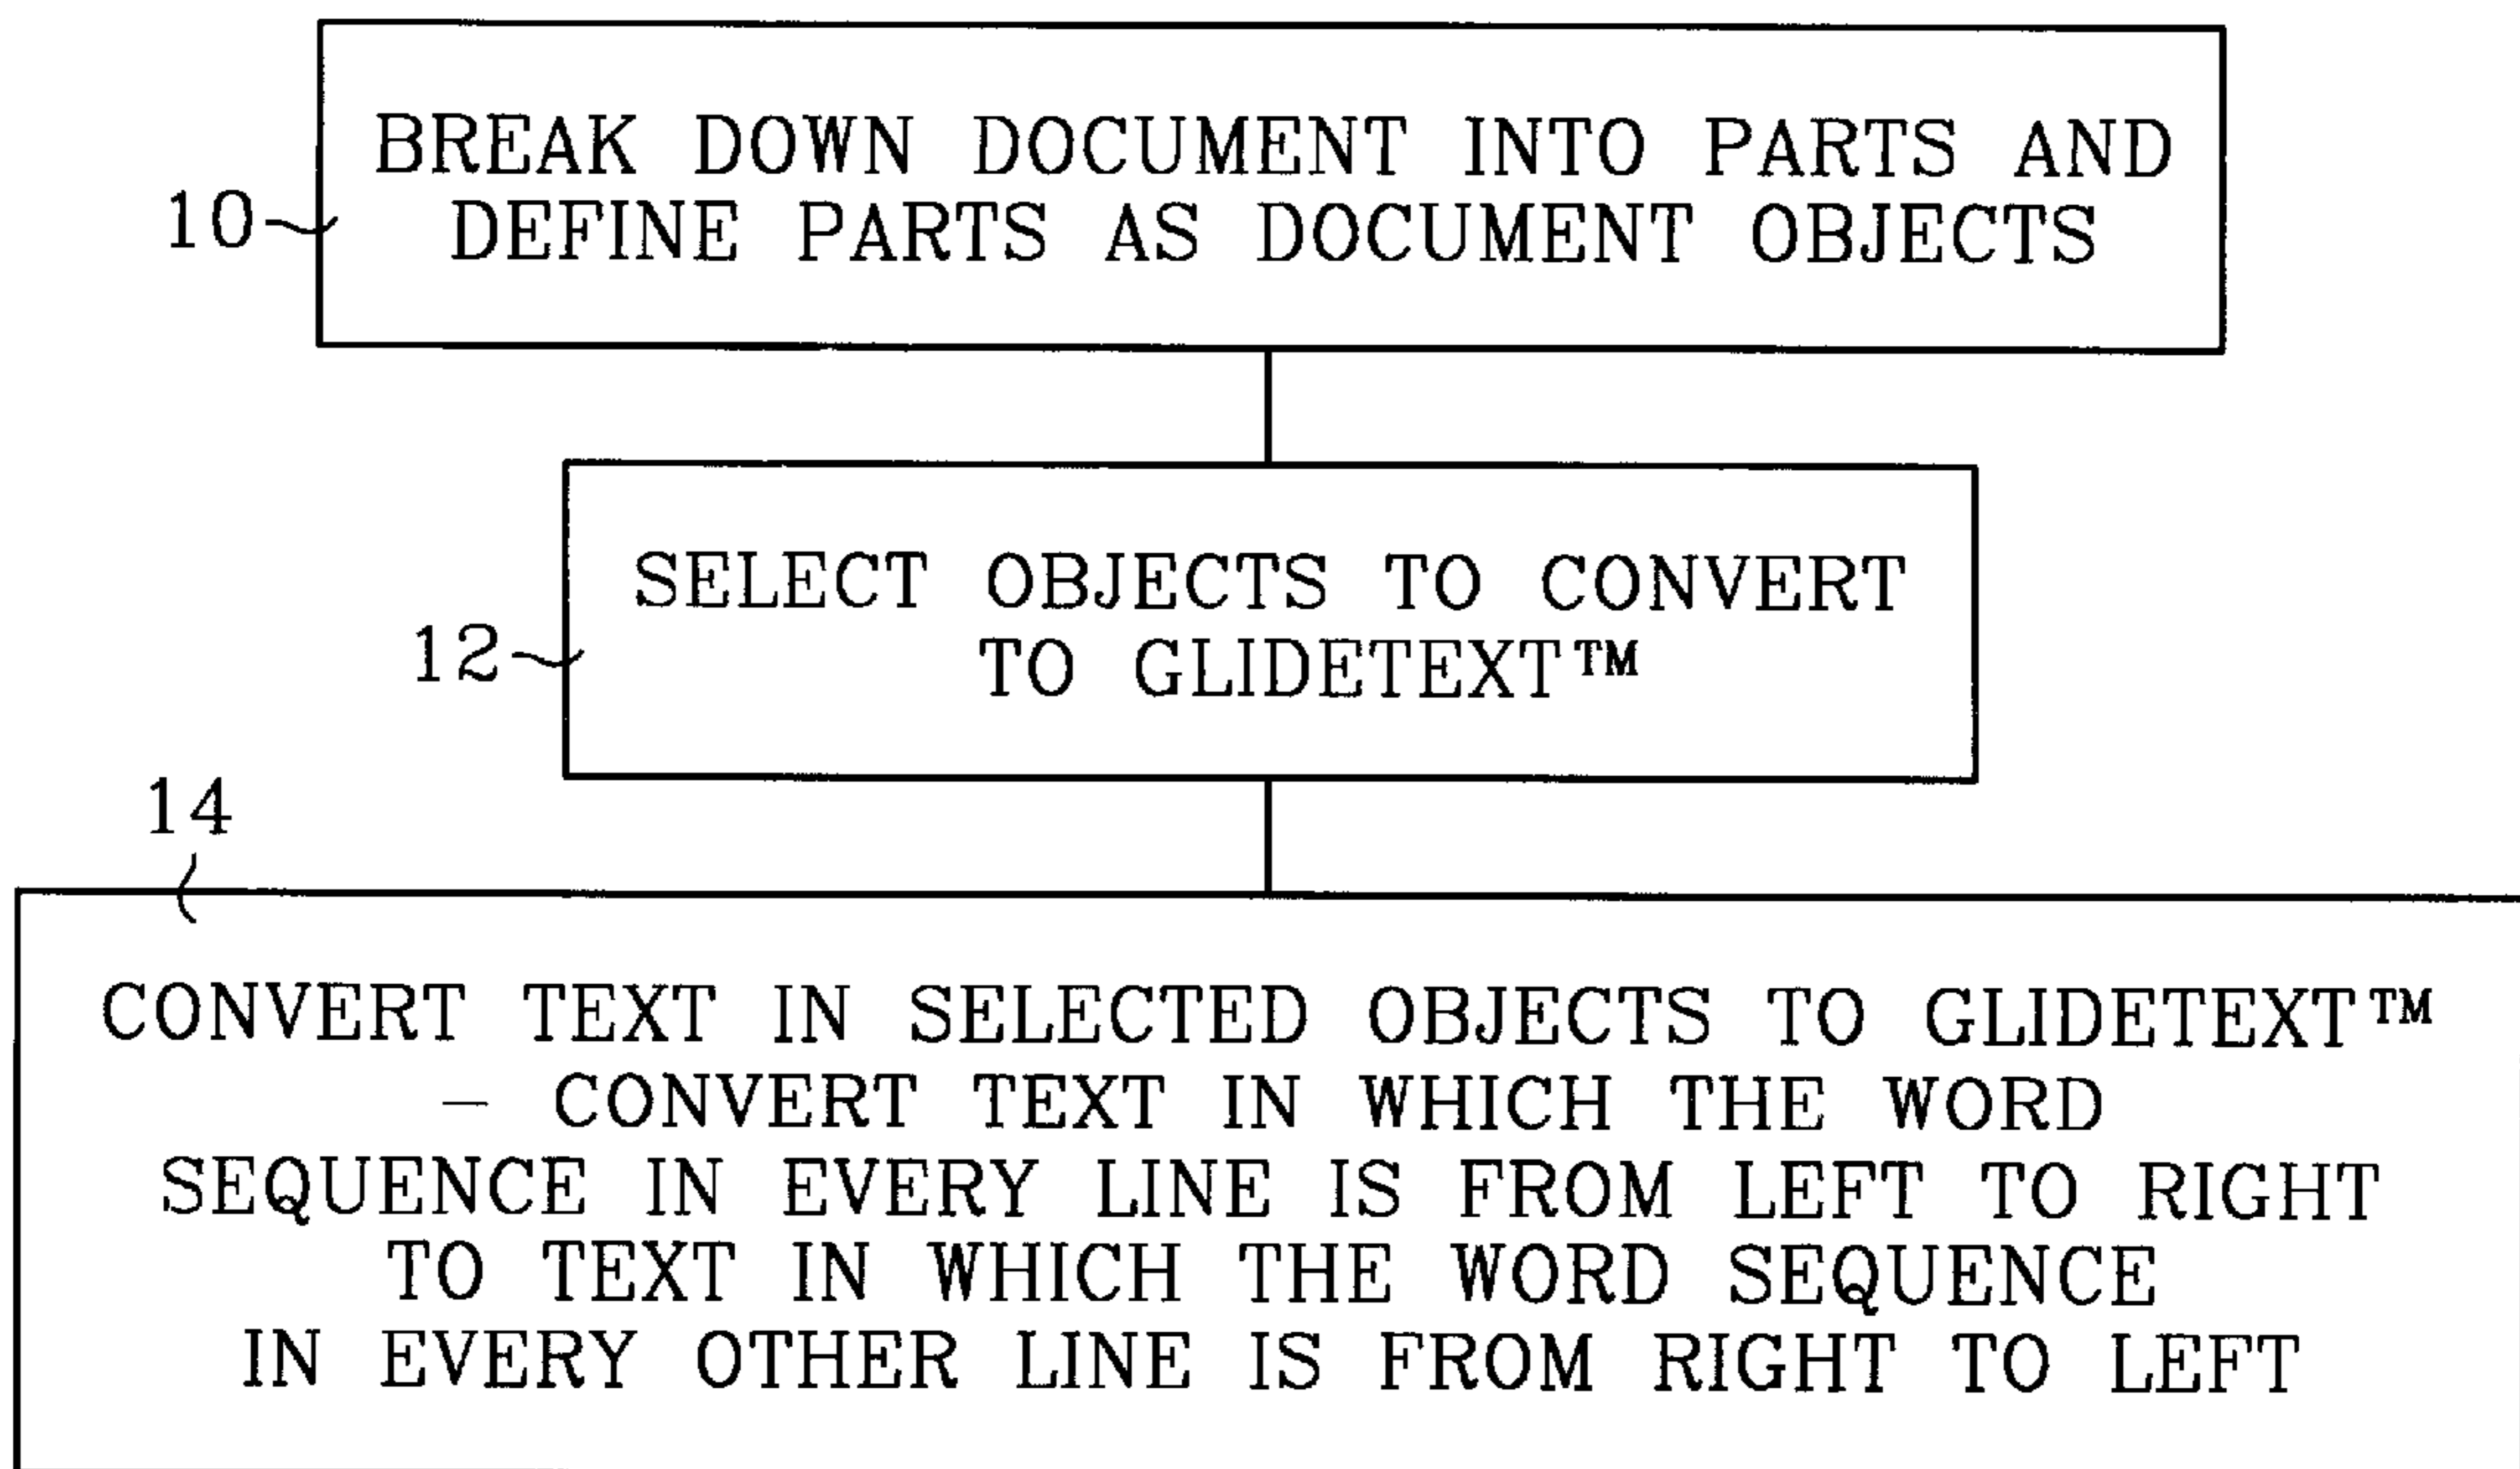 BREAK DOWN DOCUMENT INTO PARTS AND
10
DEFINE PARTS AS DOCUMENT OBJECTS
SELECT OBJECTS TO CONVERT
12
TO GLIDETEXT™
14
CONVERT TEXT IN SELECTED OBJECTS TO GLIDETEXT™
— CONVERT TEXT IN WHICH THE WORD
SEQUENCE IN EVERY LINE IS FROM LEFT TO RIGHT
TO TEXT IN WHICH THE WORD SEQUENCE
IN EVERY OTHER LINE IS FROM RIGHT TO LEFT